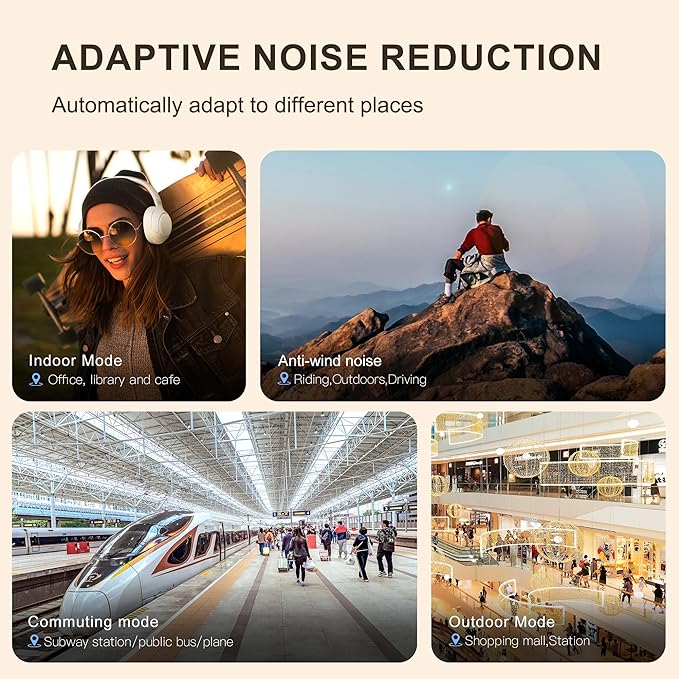 ADAPTIVE NOISE REDUCTION
Automatically adapt to different places
Indoor Mode
Office, library and cafe
Anti-wind noise
Riding,Outdoors,Driving
Commuting mode
Subway station/public bus/plane
Outdoor Mode
Shopping mall,Station